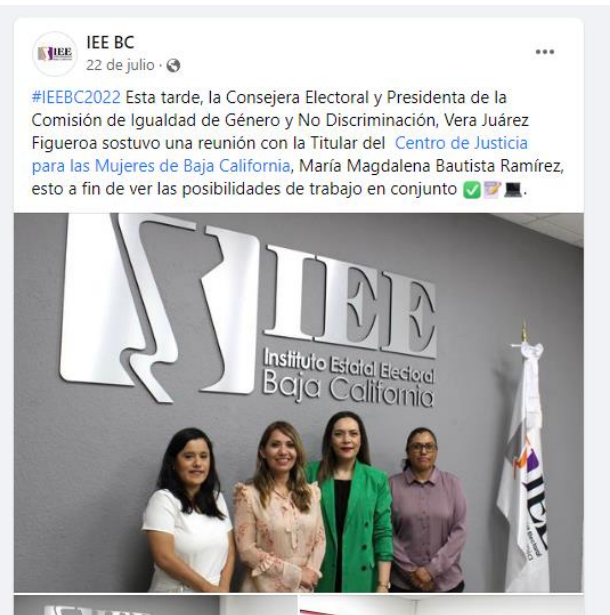 IEE
IEE BC
22 de julio ·
#IEEBC2022 Esta tarde, la Consejera Electoral y Presidenta de la
Comisión de Igualdad de Género y No Discriminación, Vera Juárez
Figueroa sostuvo una reunión con la Titular del Centro de Justicia
para las Mujeres de Baja California, María Magdalena Bautista Ramírez,
esto a fin de ver las posibilidades de trabajo en conjunto ✅📝💻.
IEE
Instituto Estatal Electoral
Baja California
IEE